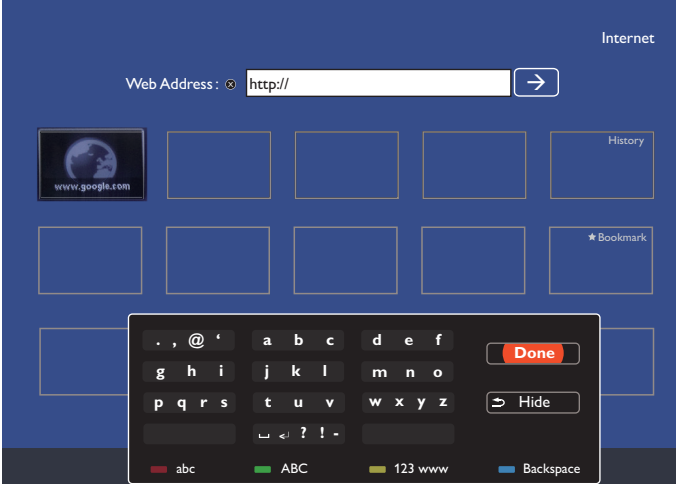 Internet
Web Address : ⓧ http:// →
www.google.com
History
★Bookmark
. , @ ‘ a b c d e f
Done
g h i j k l m n o
p q r s t u v w x y z
Hide
␣ ↲ ? ! -
abc ABC 123 www Backspace